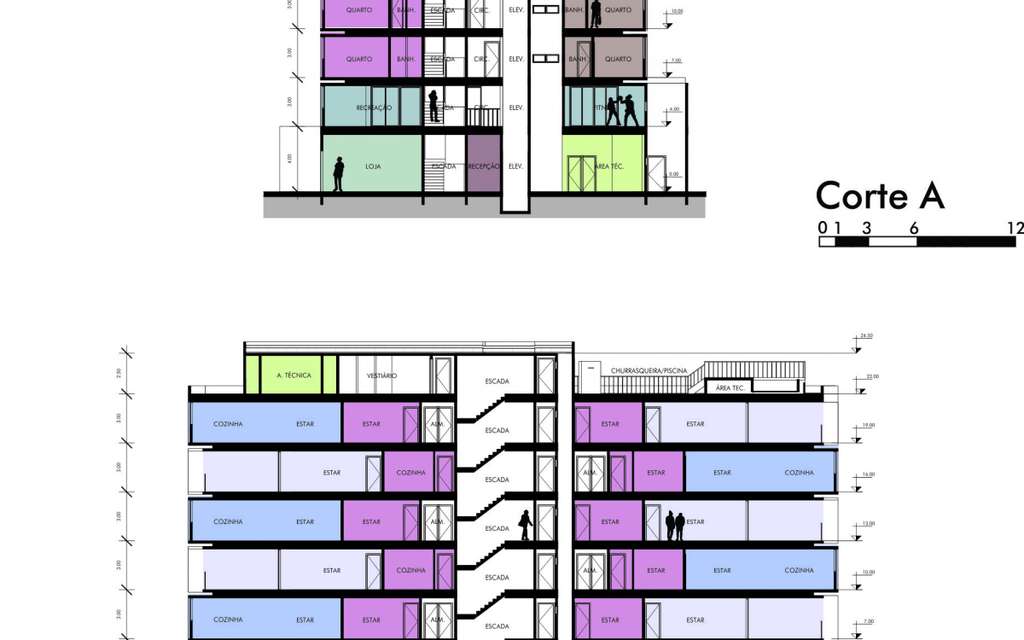 3.00 QUARTO BANH. ESCADA CIRC. ELEV. BANH. QUARTO 10.00
3.00 QUARTO BANH. ESCADA CIRC. ELEV. BANH. QUARTO 7.00
3.00 RECREAÇÃO CIRC. ELEV. 4.00
4.00 LOJA ESCADA RECEPÇÃO ELEV. ÁREA TÉC. 0.00
Corte A
0 1 3 6 12
24.50
2.50 A. TÉCNICA VESTIÁRIO ESCADA CHURRASQUEIRA/PISCINA ÁREA TEC. 22.00
3.00 COZINHA ESTAR ESTAR ALM. ESCADA ESTAR ESTAR 19.00
3.00 ESTAR COZINHA ESCADA ALM. ESTAR ESTAR COZINHA 16.00
3.00 COZINHA ESTAR ESTAR ALM. ESCADA ESTAR ESTAR 13.00
3.00 ESTAR COZINHA ESCADA ALM. ESTAR ESTAR COZINHA 10.00
3.00 COZINHA ESTAR ESTAR ALM. ESCADA ESTAR ESTAR 7.00